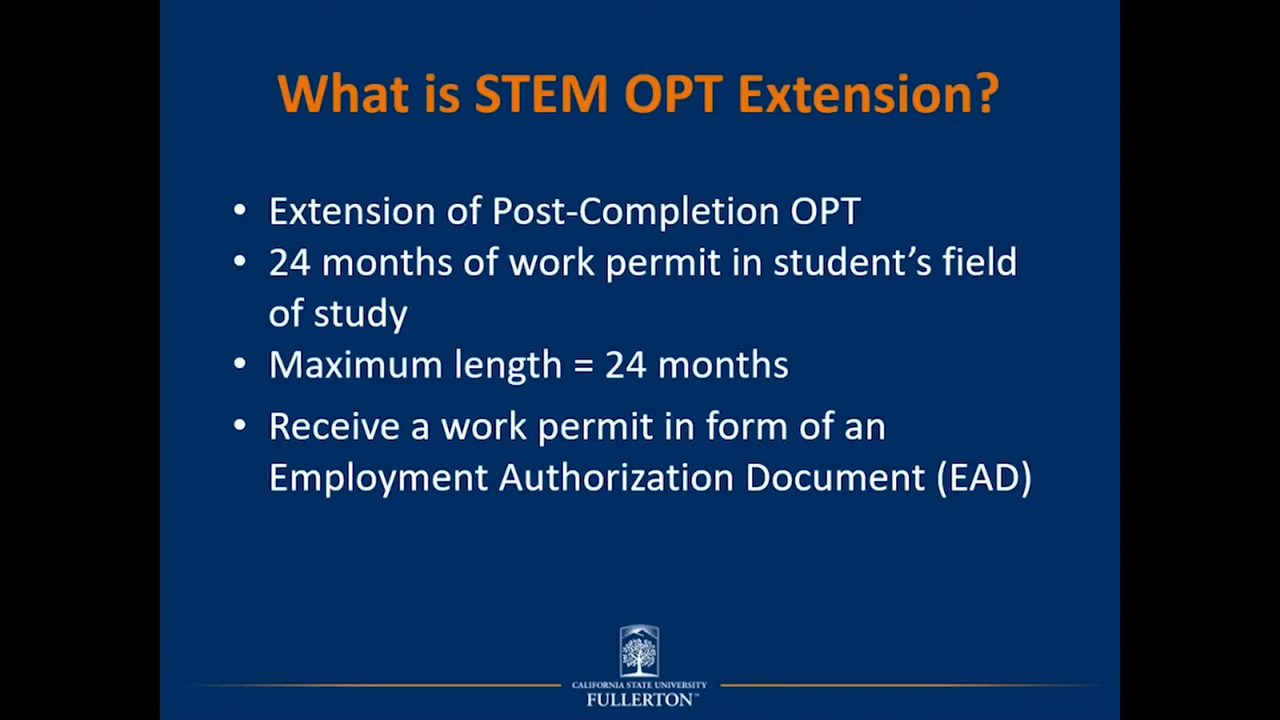 What is STEM OPT Extension?
• Extension of Post-Completion OPT
• 24 months of work permit in student’s field
of study
• Maximum length = 24 months
• Receive a work permit in form of an
Employment Authorization Document (EAD)
CALIFORNIA STATE UNIVERSITY
FULLERTON™